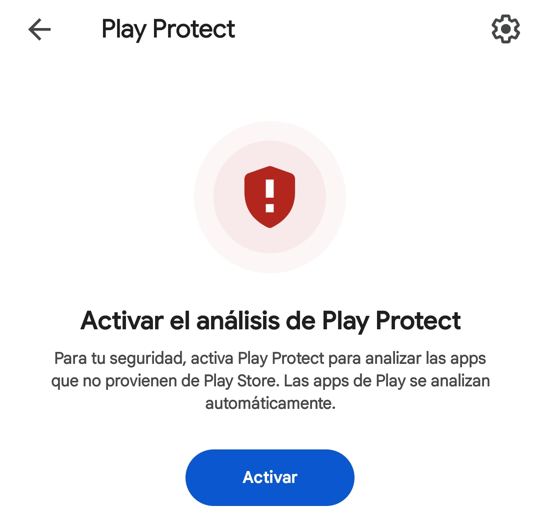 Play Protect
Activar el análisis de Play Protect
Para tu seguridad, activa Play Protect para analizar las apps
que no provienen de Play Store. Las apps de Play se analizan
automáticamente.
Activar